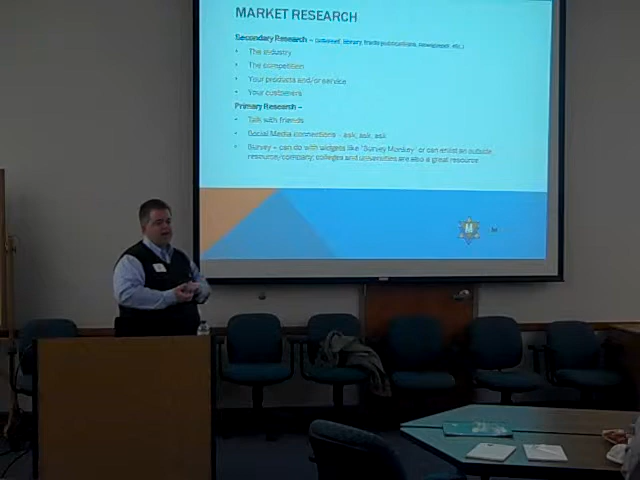 MARKET RESEARCH
Secondary Research – (internet, library, trade publications, newspaper, etc.)
• The industry
• The competition
• Your products and/or service
• Your customers
Primary Research –
• Talk with friends
• Social Media connections - ask, ask, ask
• Survey – can do with widgets like "Survey Monkey" or can enlist an outside
resource/company; colleges and universities are also a great resource
M